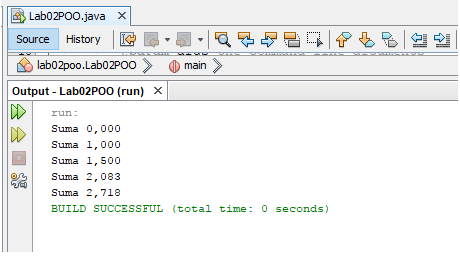 Lab02POO.java
Source History
lab02poo.Lab02POO main
Output - Lab02POO (run)
run:
Suma 0,000
Suma 1,000
Suma 1,500
Suma 2,083
Suma 2,718
BUILD SUCCESSFUL (total time: 0 seconds)